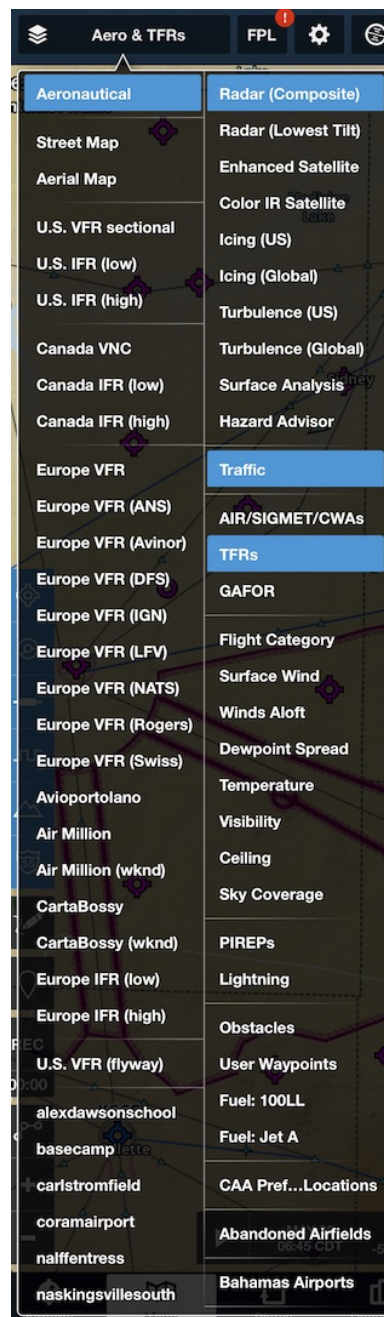 Aero & TFRs
FPL
!
Aeronautical
Street Map
Aerial Map
U.S. VFR sectional
U.S. IFR (low)
U.S. IFR (high)
Canada VNC
Canada IFR (low)
Canada IFR (high)
Europe VFR
Europe VFR (ANS)
Europe VFR (Avinor)
Europe VFR (DFS)
Europe VFR (IGN)
Europe VFR (LFV)
Europe VFR (NATS)
Europe VFR (Rogers)
Europe VFR (Swiss)
Avioportolano
Air Million
Air Million (wknd)
CartaBossy
CartaBossy (wknd)
Europe IFR (low)
Europe IFR (high)
U.S. VFR (flyway)
alexdawsonschool
basecamp
carlstromfield
coramairport
nalffentress
naskingsvillesouth
Radar (Composite)
Radar (Lowest Tilt)
Enhanced Satellite
Color IR Satellite
Icing (US)
Icing (Global)
Turbulence (US)
Turbulence (Global)
Surface Analysis
Hazard Advisor
Traffic
AIR/SIGMET/CWAs
TFRs
GAFOR
Flight Category
Surface Wind
Winds Aloft
Dewpoint Spread
Temperature
Visibility
Ceiling
Sky Coverage
PIREPs
Lightning
Obstacles
User Waypoints
Fuel: 100LL
Fuel: Jet A
CAA Pref...Locations
Abandoned Airfields
Bahamas Airports
Lake
06:45 CDT